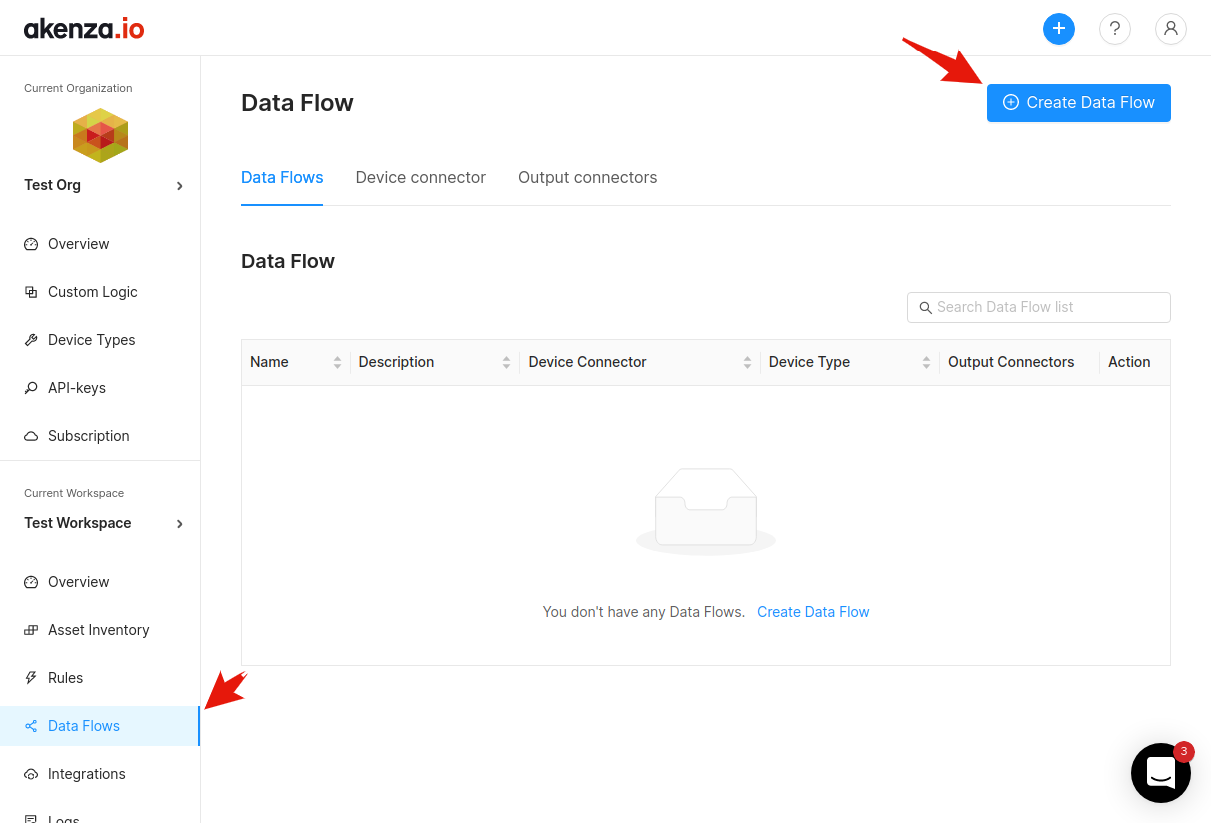 akenza.io
+
?
Current Organization
Test Org
Overview
Custom Logic
Device Types
API-keys
Subscription
Current Workspace
Test Workspace
Overview
Asset Inventory
Rules
Data Flows
Integrations
Logs
Data Flow
Create Data Flow
Data Flows
Device connector
Output connectors
Data Flow
Search Data Flow list
Name Description Device Connector Device Type Output Connectors Action
You don't have any Data Flows. Create Data Flow
3